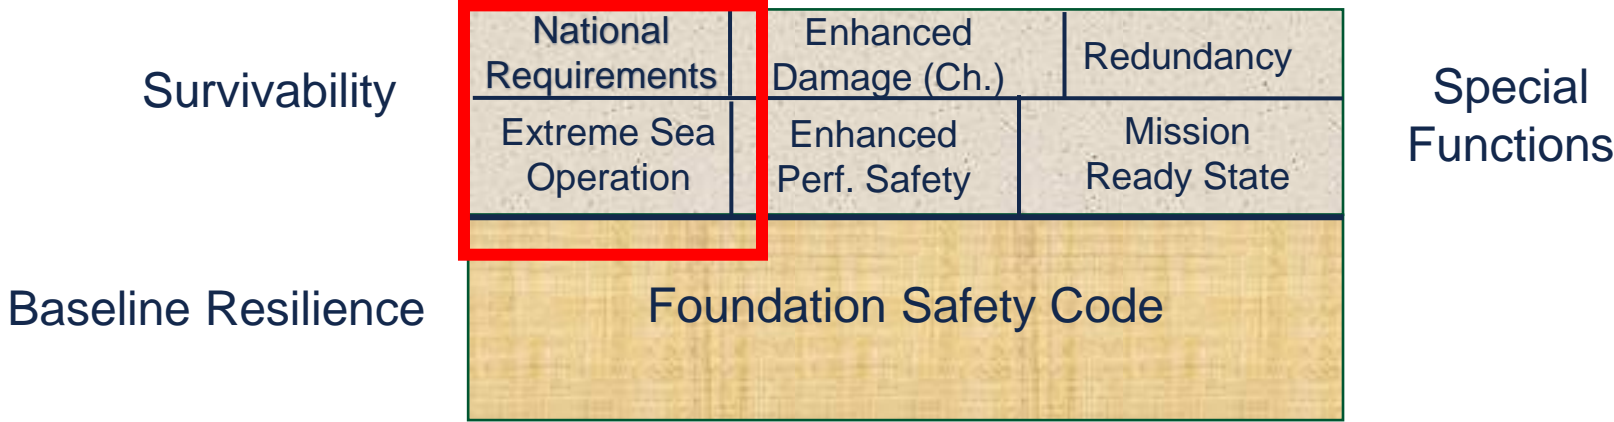 Survivability
National
Requirements
Enhanced
Damage (Ch.)
Redundancy
Extreme Sea
Operation
Enhanced
Perf. Safety
Mission
Ready State
Special
Functions
Baseline Resilience
Foundation Safety Code